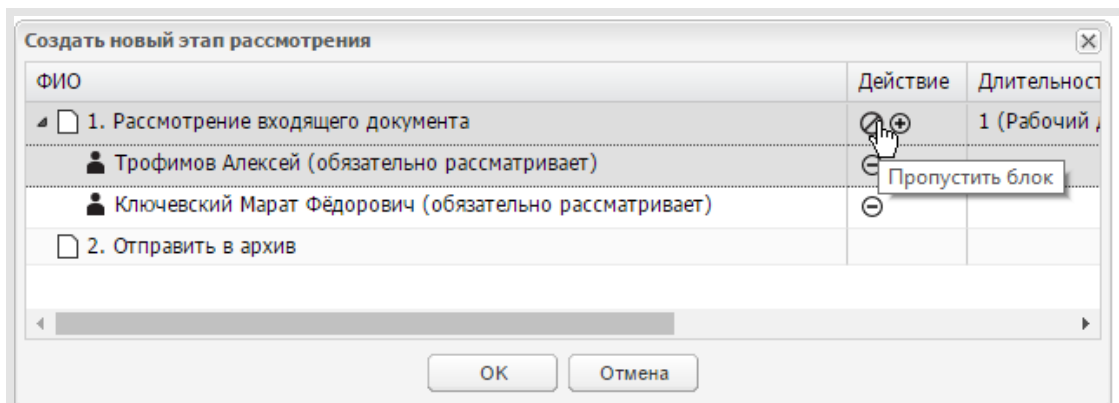 Создать новый этап рассмотрения
ФИО Действие Длительност
1. Рассмотрение входящего документа 1 (Рабочий д
Трофимов Алексей (обязательно рассматривает)
Пропустить блок
Ключевский Марат Фёдорович (обязательно рассматривает)
2. Отправить в архив
OK Отмена